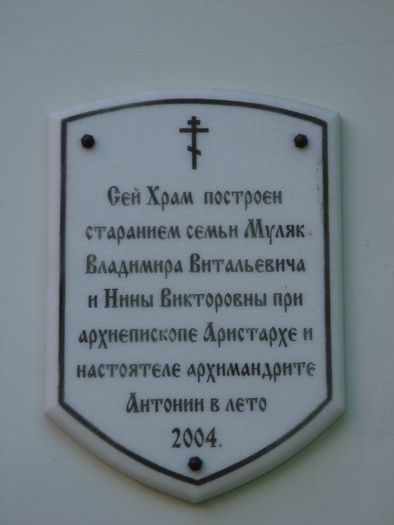 Сей Храм построен
старанием семьи Муляк
Владимира Витальевича
и Нины Викторовны при
архиепископе Аристархе и
настоятеле архимандрите
Антонии в лето
2004.